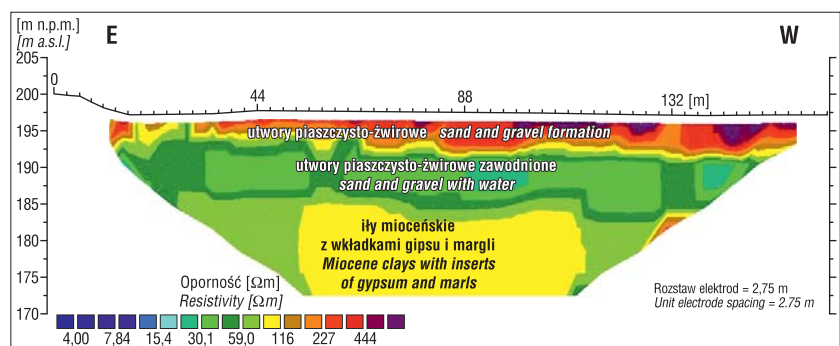 [m n.p.m.]
[m a.s.l.]
E
W
205
0
44
88
132 [m]
200
195
utwory piaszczysto-żwirowe sand and gravel formation
190
utwory piaszczysto-żwirowe zawodnione
sand and gravel with water
185
iły mioceńskie
180
z wkładkami gipsu i margli
Miocene clays with inserts
of gypsum and marls
175
Oporność [Ωm]
Resistivity [Ωm]
Rozstaw elektrod = 2,75 m
Unit electrode spacing = 2.75 m
170
4,00 7,84 15,4 30,1 59,0 116 227 444